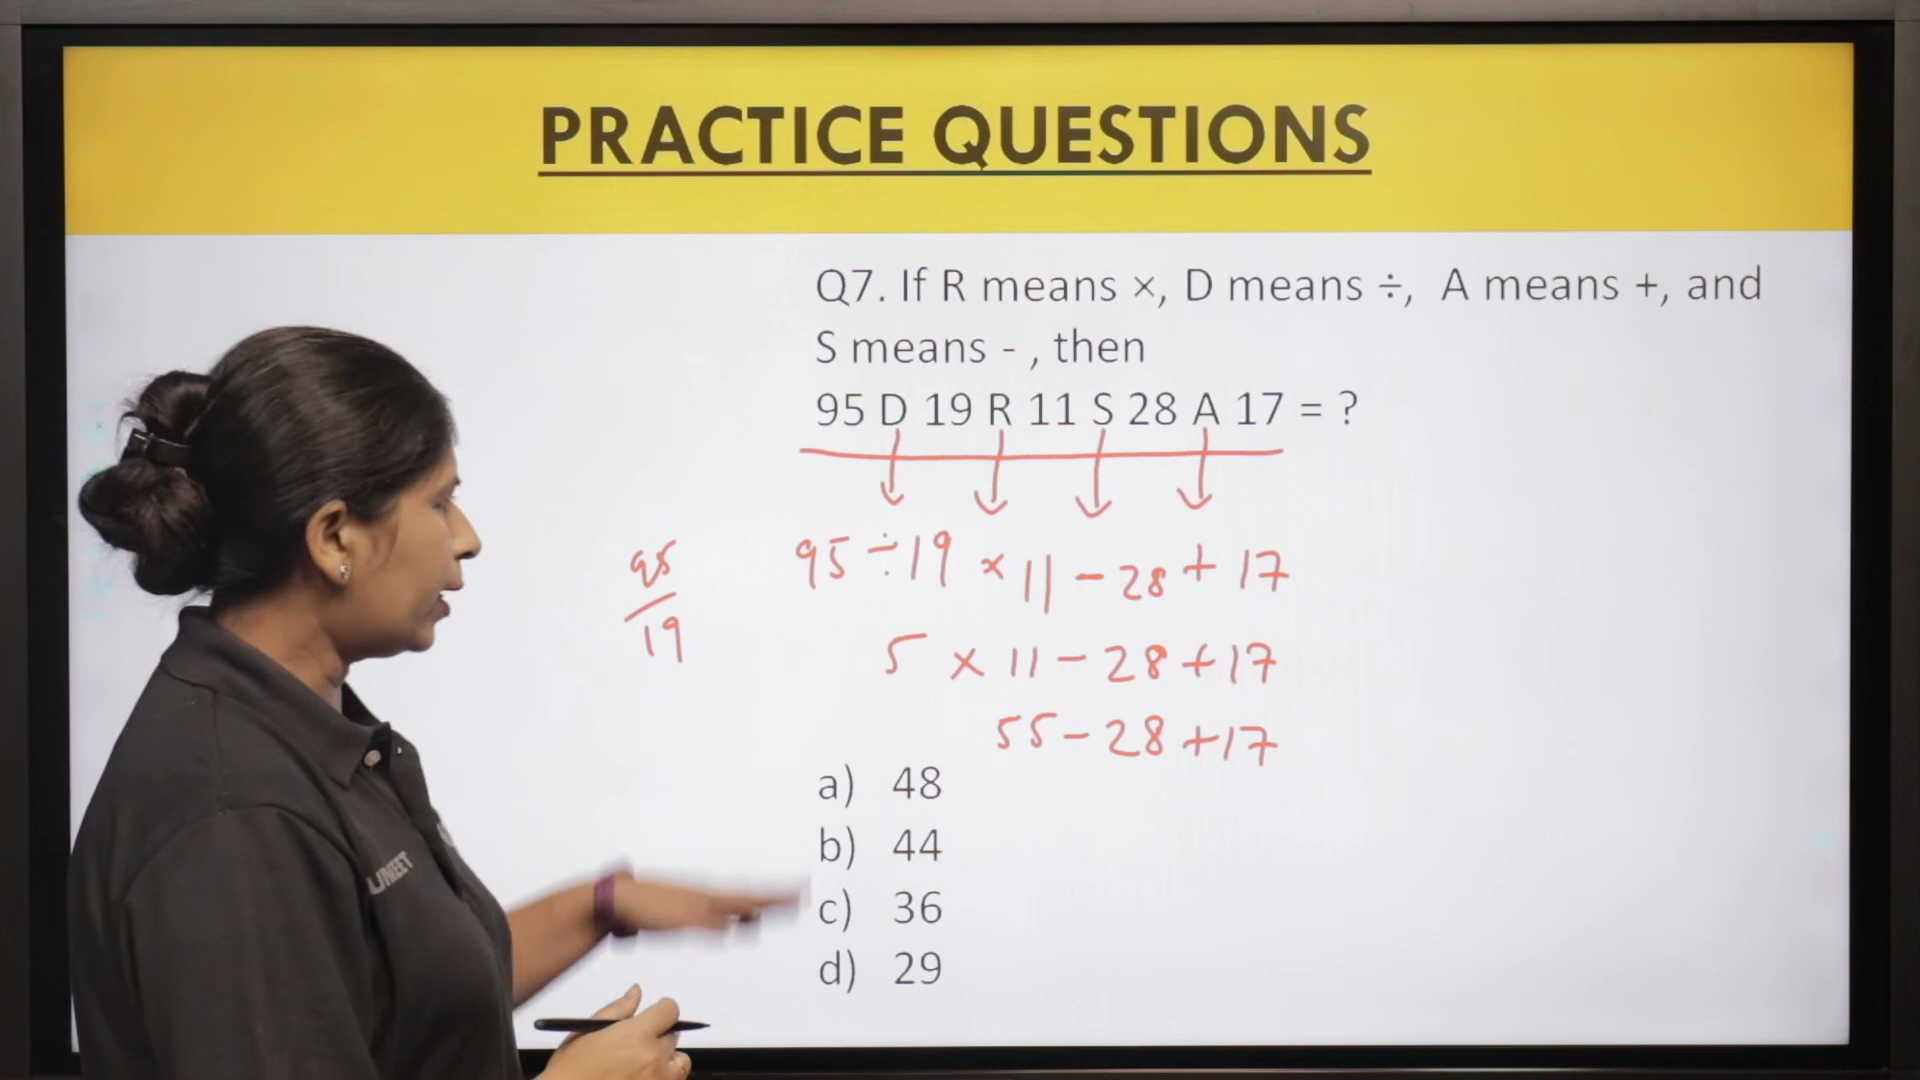 PRACTICE QUESTIONS
Q7. If R means ×, D means ÷, A means +, and
S means - , then
95 D 19 R 11 S 28 A 17 = ?
95 ÷ 19 × 11 - 28 + 17
95
19
5 × 11 - 28 + 17
55 - 28 + 17
a) 48
b) 44
c) 36
d) 29